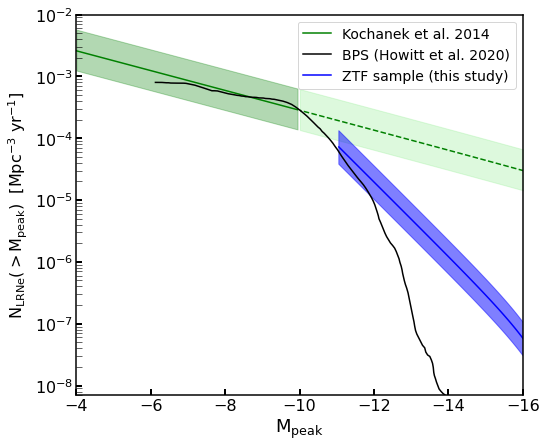 10⁻²
10⁻³
10⁻⁴
10⁻⁵
10⁻⁶
10⁻⁷
10⁻⁸
N_LRNe(>M_peak) [Mpc⁻³ yr⁻¹]
Kochanek et al. 2014
BPS (Howitt et al. 2020)
ZTF sample (this study)
−4 −6 −8 −10 −12 −14 −16
M_peak